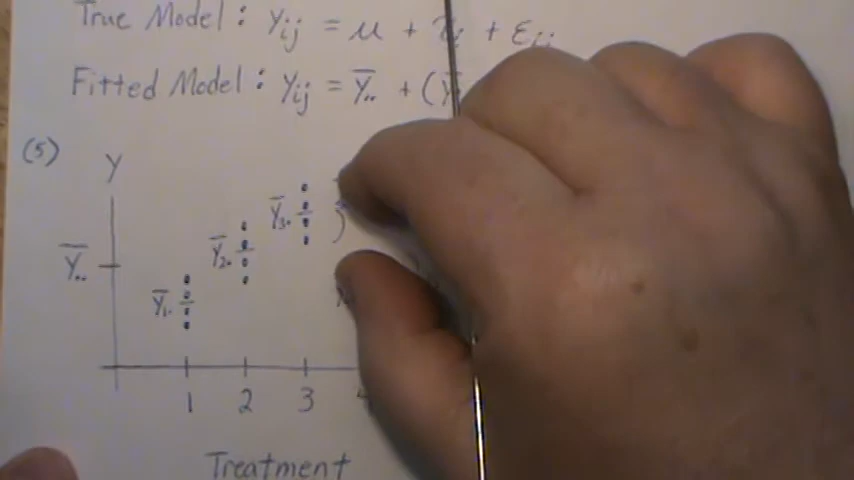 True Model: Yij = μ + τi + εij
Fitted Model: Yij = Ȳ.. + (Ȳ
(5)
Y
Ȳ3.
Ȳ2.
Ȳ..
Ȳ1.
1 2 3
Treatment